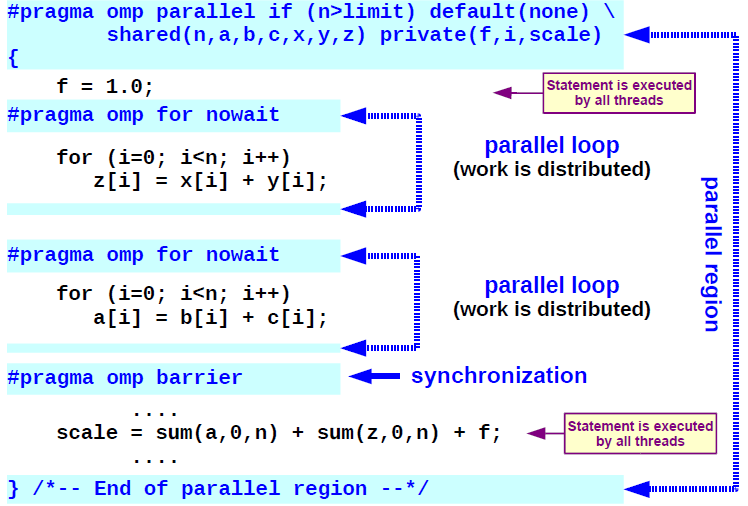 #pragma omp parallel if (n>limit) default(none) \
shared(n,a,b,c,x,y,z) private(f,i,scale)
{
f = 1.0;
Statement is executed
by all threads
#pragma omp for nowait
for (i=0; i<n; i++)
z[i] = x[i] + y[i];
parallel loop
(work is distributed)
parallel region
#pragma omp for nowait
for (i=0; i<n; i++)
a[i] = b[i] + c[i];
parallel loop
(work is distributed)
#pragma omp barrier
synchronization
....
scale = sum(a,0,n) + sum(z,0,n) + f;
Statement is executed
by all threads
....
} /*-- End of parallel region --*/